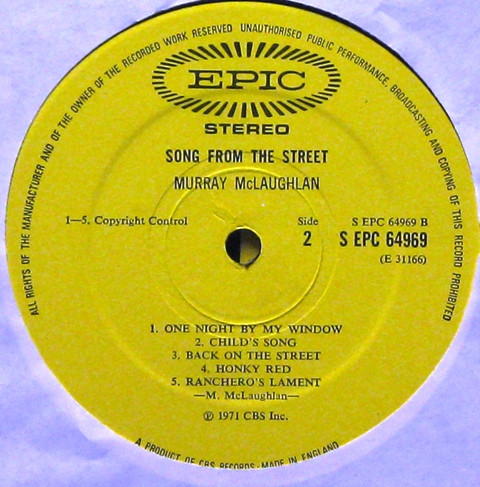 ALL RIGHTS OF THE MANUFACTURER AND OF THE OWNER OF THE RECORDED WORK RESERVED UNAUTHORISED PUBLIC PERFORMANCE, BROADCASTING AND COPYING OF THIS RECORD PROHIBITED
EPIC
STEREO
SONG FROM THE STREET
MURRAY McLAUGHLAN
1—5. Copyright Control
Side
2
S EPC 64969 B
S EPC 64969
(E 31166)
1. ONE NIGHT BY MY WINDOW
2. CHILD'S SONG
3. BACK ON THE STREET
4. HONKY RED
5. RANCHERO'S LAMENT
—M. McLaughlan—
℗ 1971 CBS Inc.
A PRODUCT OF CBS RECORDS · MADE IN ENGLAND